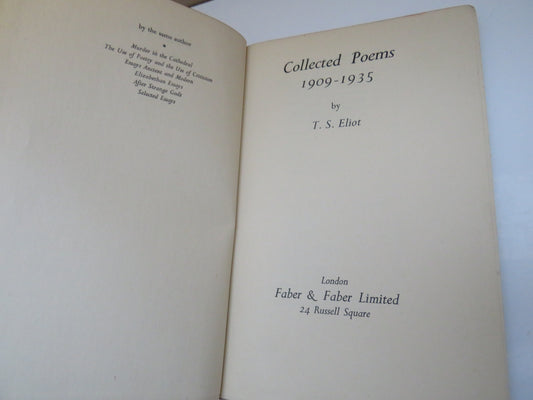 by the same author
*
Murder in the Cathedral
The Use of Poetry and the Use of Criticism
Essays Ancient and Modern
Elizabethan Essays
After Strange Gods
Selected Essays
Collected Poems
1909-1935
by
T. S. Eliot
London
Faber & Faber Limited
24 Russell Square